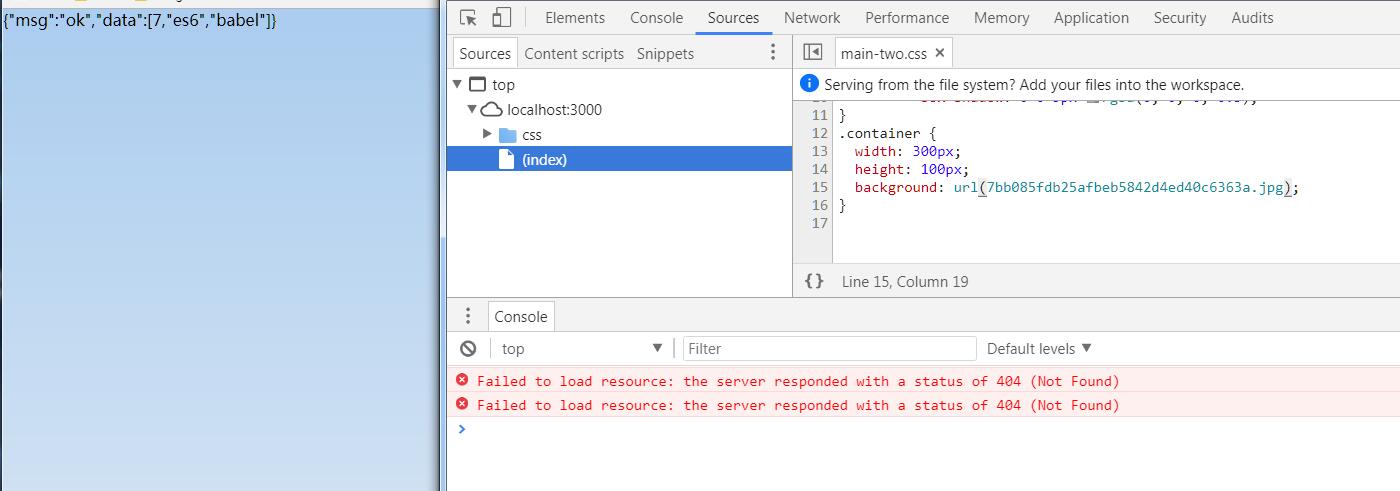 {"msg":"ok","data":[7,"es6","babel"]}
Elements Console Sources Network Performance Memory Application Security Audits
Sources Content scripts Snippets
main-two.css ×
Serving from the file system? Add your files into the workspace.
top
localhost:3000
css
(index)
11 }
12 .container {
13 width: 300px;
14 height: 100px;
15 background: url(7bb085fdb25afbeb5842d4ed40c6363a.jpg);
16 }
17
{} Line 15, Column 19
Console
top
Filter
Default levels
Failed to load resource: the server responded with a status of 404 (Not Found)
Failed to load resource: the server responded with a status of 404 (Not Found)
>